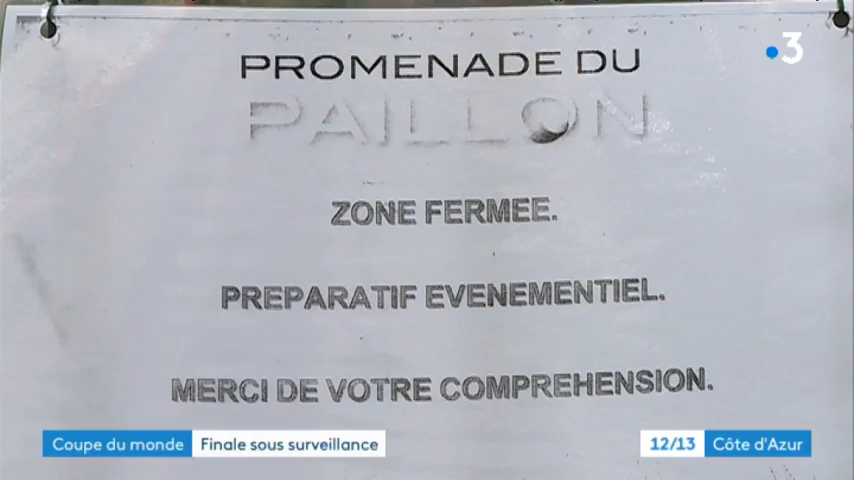 3
PROMENADE DU
PAILLON
ZONE FERMEE.
PREPARATIF EVENEMENTIEL.
MERCI DE VOTRE COMPREHENSION.
Coupe du monde Finale sous surveillance 12/13 Côte d'Azur